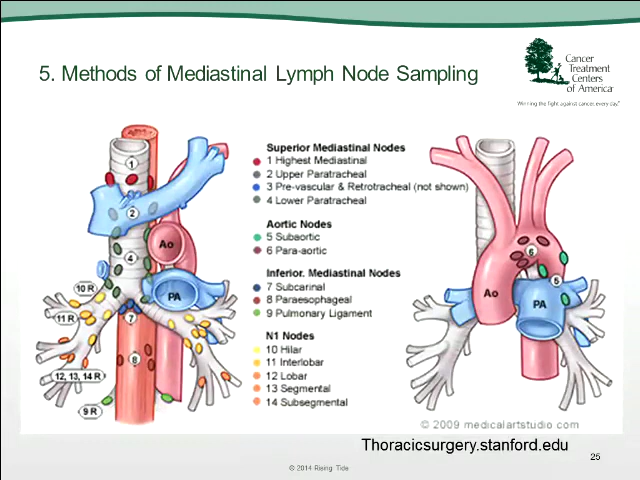 5. Methods of Mediastinal Lymph Node Sampling
Cancer
Treatment
Centers
of America
Winning the fight against cancer, every day.®
Superior Mediastinal Nodes
1 Highest Mediastinal
2 Upper Paratracheal
3 Pre-vascular & Retrotracheal (not shown)
4 Lower Paratracheal
Aortic Nodes
5 Subaortic
6 Para-aortic
Inferior. Mediastinal Nodes
7 Subcarinal
8 Paraesophageal
9 Pulmonary Ligament
N1 Nodes
10 Hilar
11 Interlobar
12 Lobar
13 Segmental
14 Subsegmental
1
2
Ao
4
10 R
PA
11 R
7
8
12, 13, 14 R
9 R
6
5
Ao
PA
© 2009 medicalartstudio com
Thoracicsurgery.stanford.edu
25
© 2014 Rising Tide